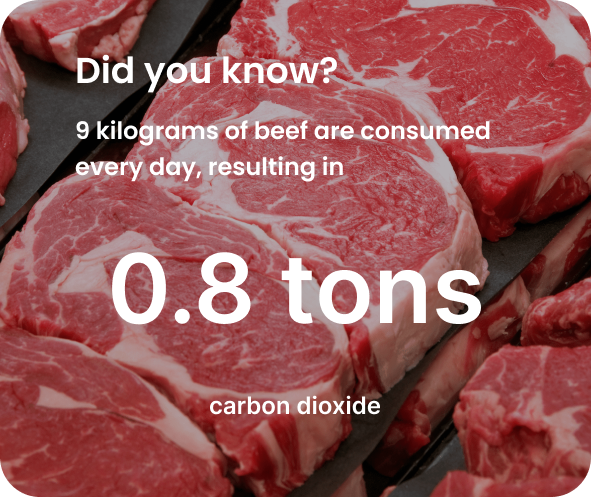 Did you know?
9 kilograms of beef are consumed
every day, resulting in
0.8 tons
carbon dioxide